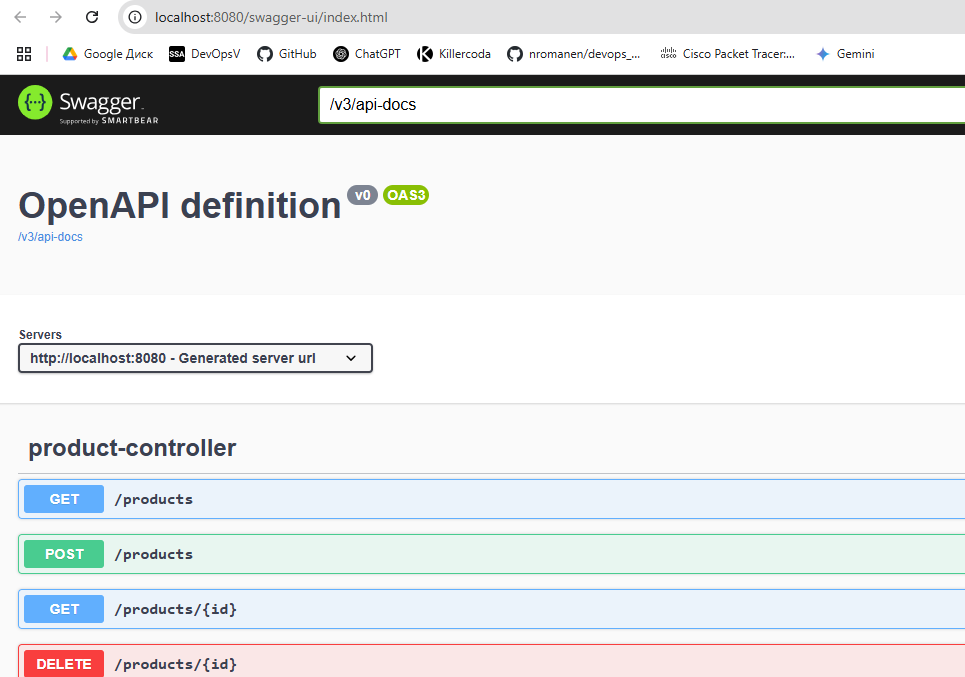 localhost:8080/swagger-ui/index.html
Google Диск
SSA DevOpsV
GitHub
ChatGPT
Killercoda
nromanen/devops_...
cisco Cisco Packet Tracer:...
Gemini
{···} Swagger.
Supported by SMARTBEAR
/v3/api-docs
OpenAPI definition v0 OAS3
/v3/api-docs
Servers
http://localhost:8080 - Generated server url
product-controller
GET /products
POST /products
GET /products/{id}
DELETE /products/{id}